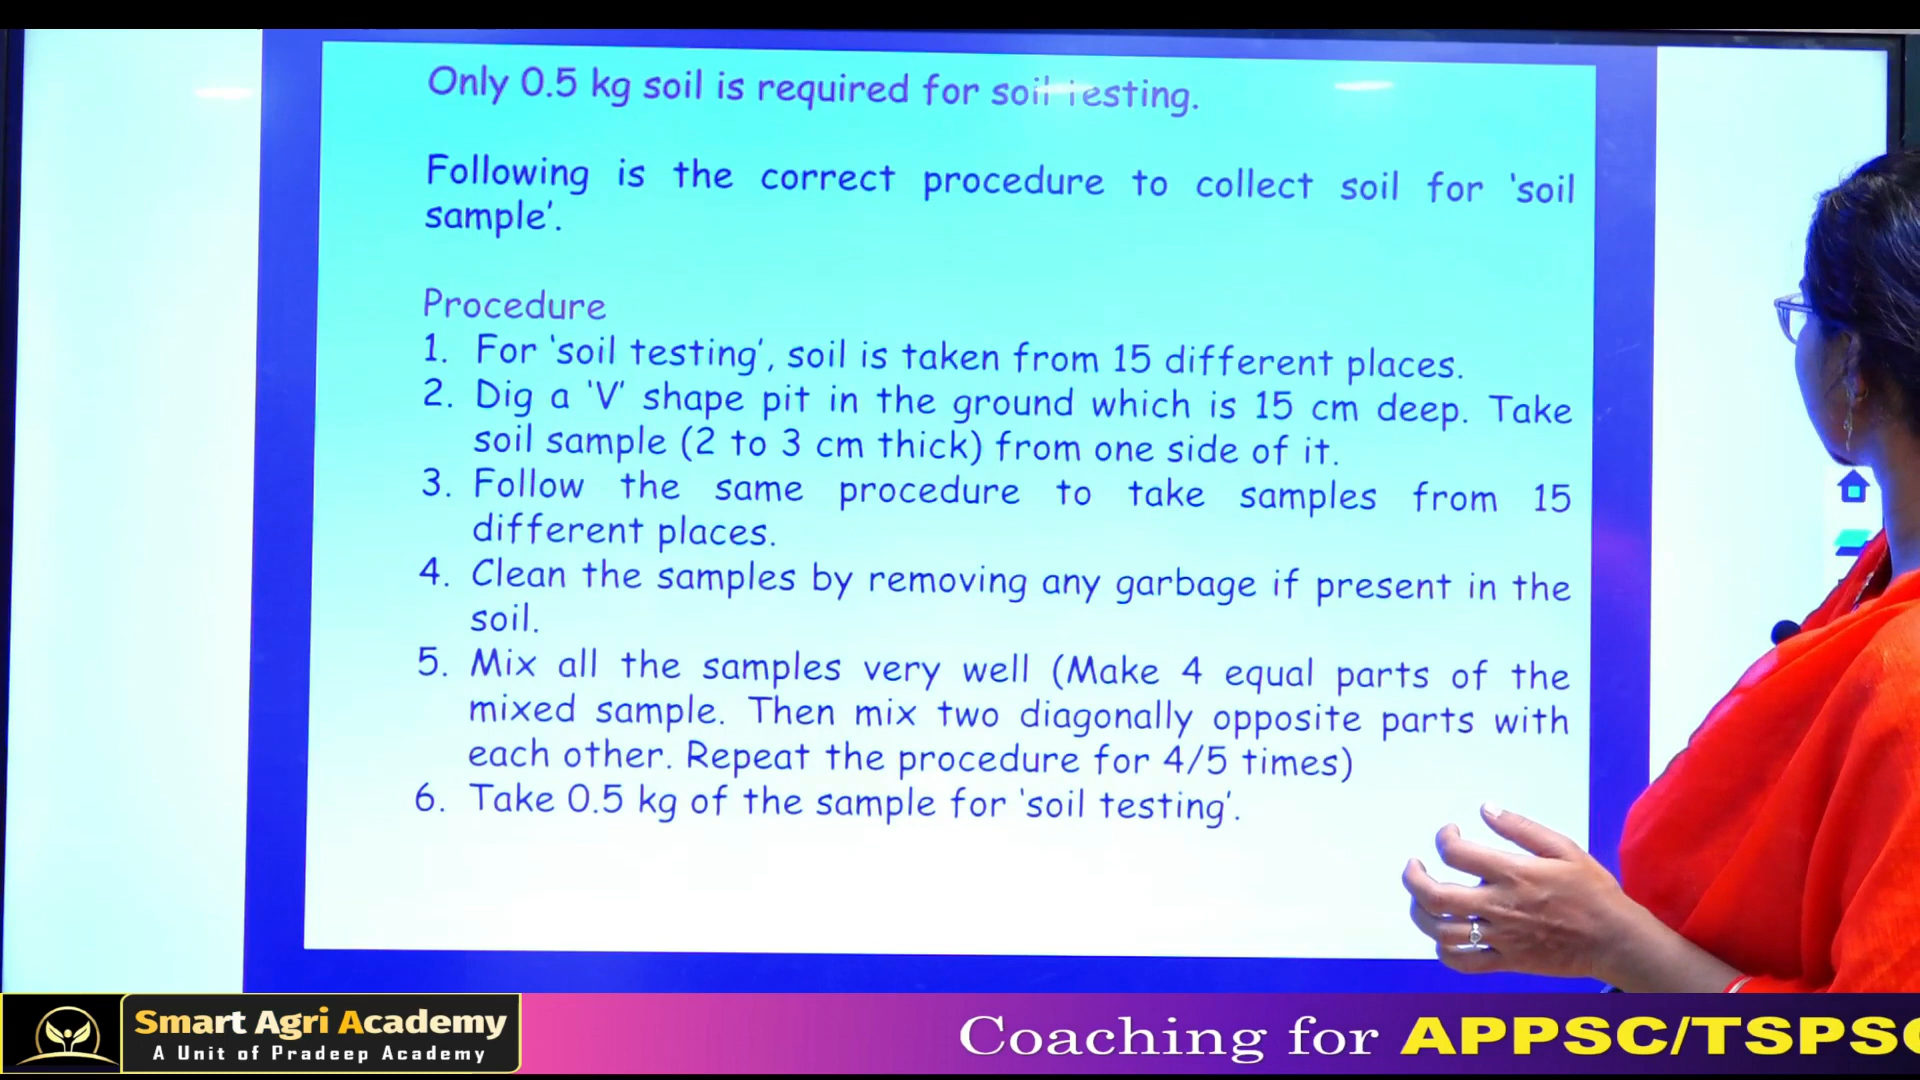 Only 0.5 kg soil is required for soil testing.
Following is the correct procedure to collect soil for 'soil
sample'.
Procedure
1. For 'soil testing', soil is taken from 15 different places.
2. Dig a 'V' shape pit in the ground which is 15 cm deep. Take
soil sample (2 to 3 cm thick) from one side of it.
3. Follow the same procedure to take samples from 15
different places.
4. Clean the samples by removing any garbage if present in the
soil.
5. Mix all the samples very well (Make 4 equal parts of the
mixed sample. Then mix two diagonally opposite parts with
each other. Repeat the procedure for 4/5 times)
6. Take 0.5 kg of the sample for 'soil testing'.
Smart Agri Academy
A Unit of Pradeep Academy
Coaching for APPSC/TSPSC